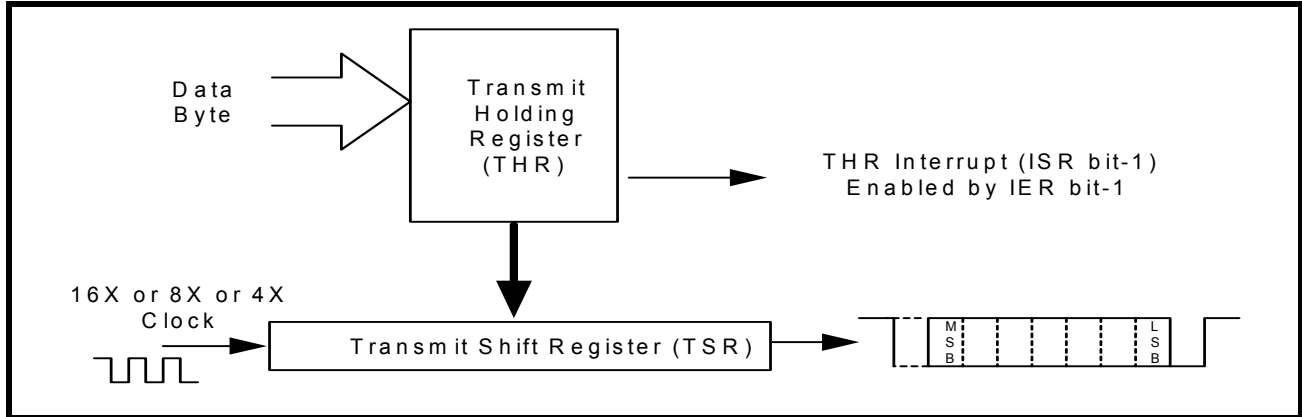 Data
Byte
Transmit
Holding
Register
(THR)
THR Interrupt (ISR bit-1)
Enabled by IER bit-1
16X or 8X or 4X
Clock
Transmit Shift Register (TSR)
M
S
B
L
S
B